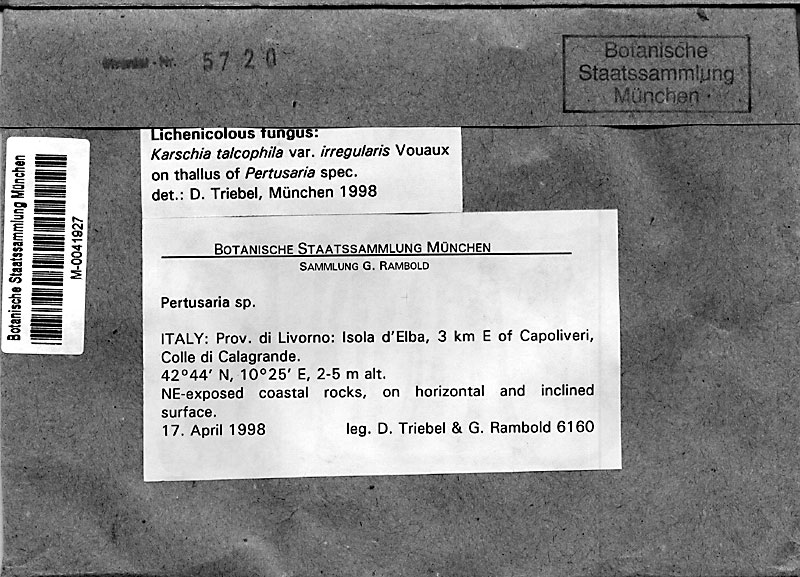 5720
Botanische
Staatssammlung
München
Botanische Staatssammlung München
M-0041927
Lichenicolous fungus:
Karschia talcophila var. irregularis Vouaux
on thallus of Pertusaria spec.
det.: D. Triebel, München 1998
BOTANISCHE STAATSSAMMLUNG MÜNCHEN
SAMMLUNG G. RAMBOLD
Pertusaria sp.
ITALY: Prov. di Livorno: Isola d'Elba, 3 km E of Capoliveri,
Colle di Calagrande.
42°44' N, 10°25' E, 2-5 m alt.
NE-exposed coastal rocks, on horizontal and inclined
surface.
17. April 1998 leg. D. Triebel & G. Rambold 6160